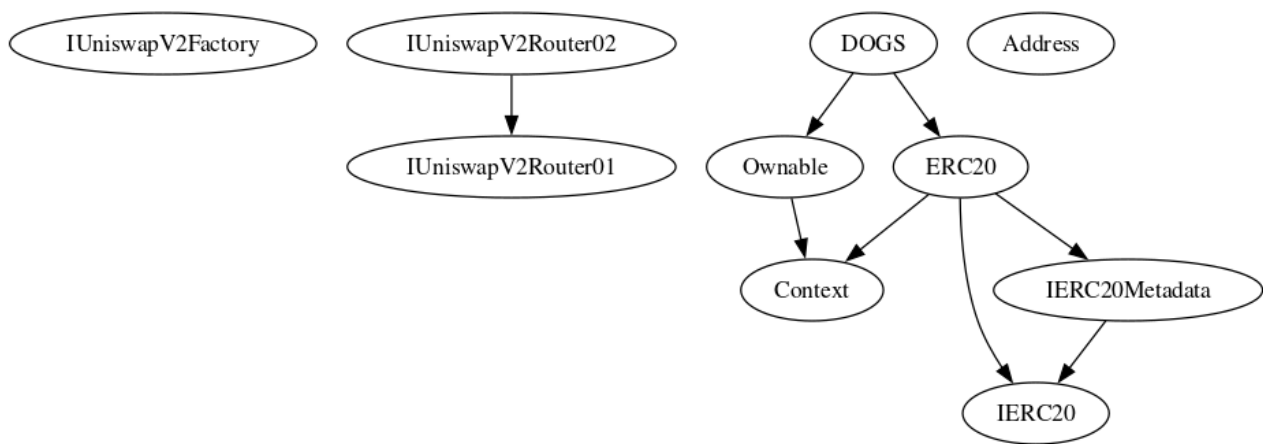 IUniswapV2Factory
IUniswapV2Router02
DOGS
Address
IUniswapV2Router01
Ownable
ERC20
Context
IERC20Metadata
IERC20